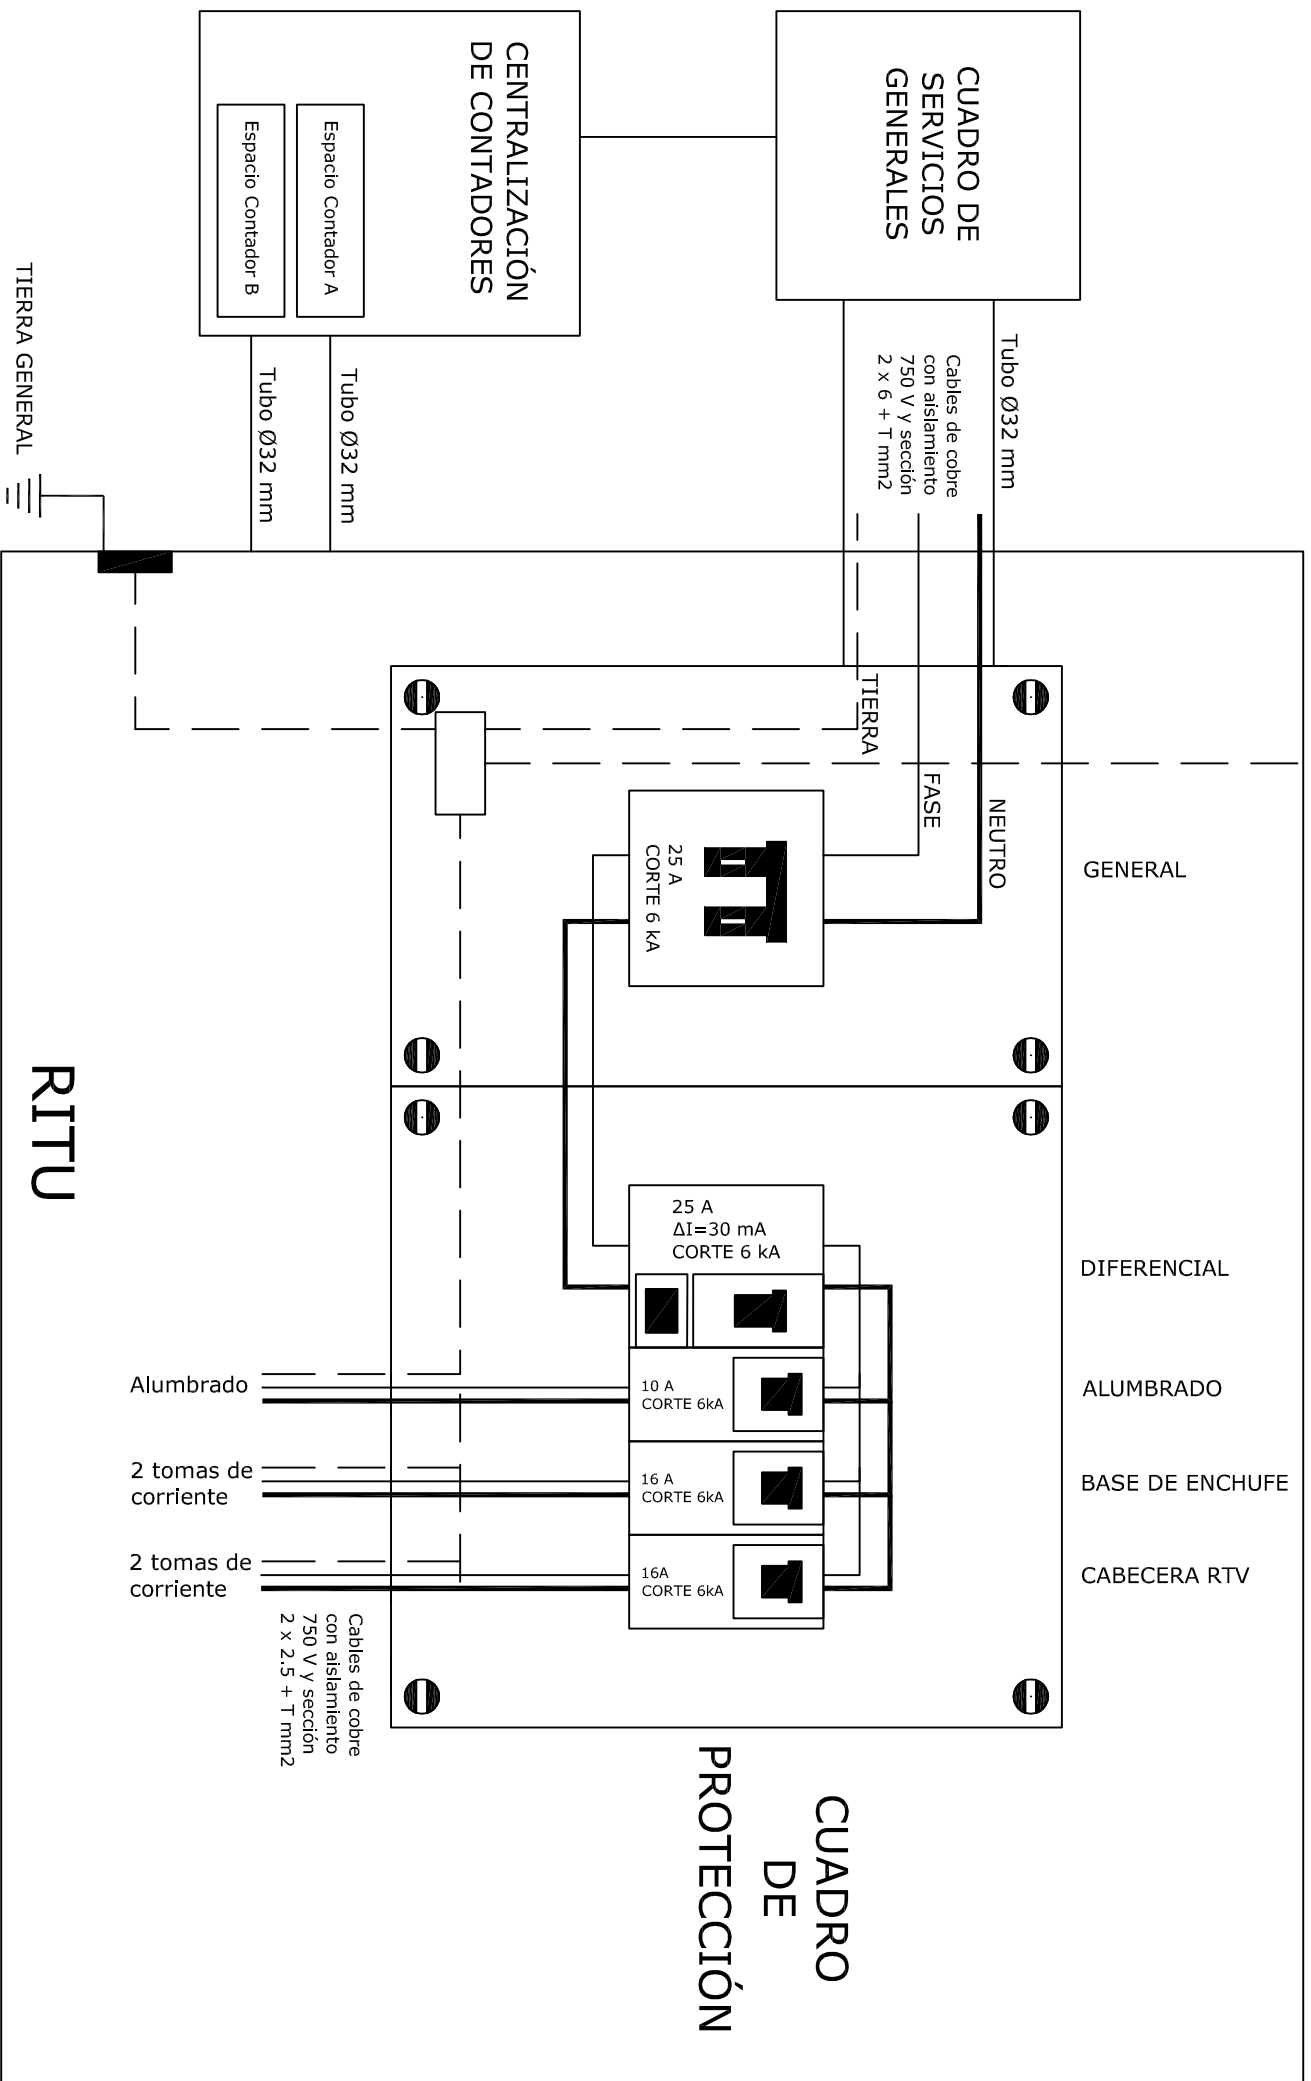 CUADRO DE
SERVICIOS
GENERALES
CENTRALIZACIÓN
DE CONTADORES
Espacio Contador A
Espacio Contador B
Tubo Ø32 mm
Cables de cobre
con aislamiento
750 V y sección
2 x 6 + T mm2
Tubo Ø32 mm
Tubo Ø32 mm
TIERRA GENERAL
TIERRA
FASE
NEUTRO
GENERAL
25 A
CORTE 6 kA
RITU
25 A
ΔI=30 mA
CORTE 6 kA
DIFERENCIAL
Alumbrado
10 A
CORTE 6kA
ALUMBRADO
2 tomas de
corriente
16 A
CORTE 6kA
BASE DE ENCHUFE
2 tomas de
corriente
16A
CORTE 6kA
CABECERA RTV
Cables de cobre
con aislamiento
750 V y sección
2 x 2.5 + T mm2
CUADRO
DE
PROTECCIÓN